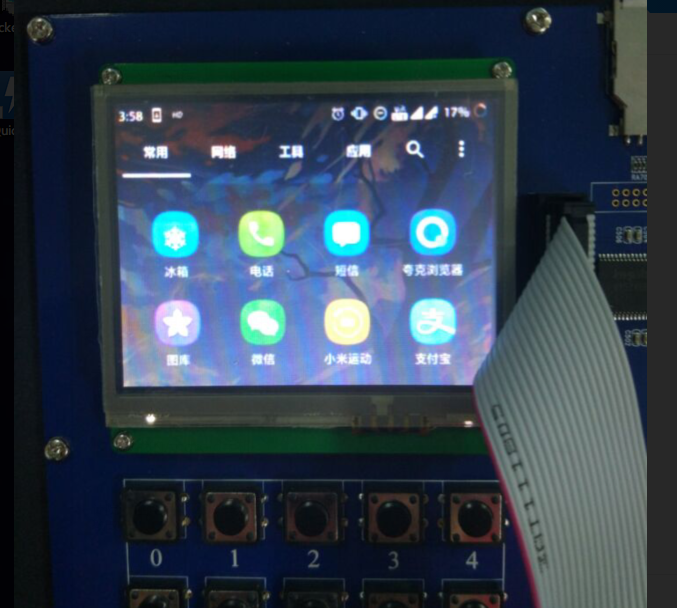 3:58 HD 17%
常用 网络 工具 应用
冰箱 电话 短信 夸克浏览器
图库 微信 小米运动 支付宝
支
0 1 2 3 4